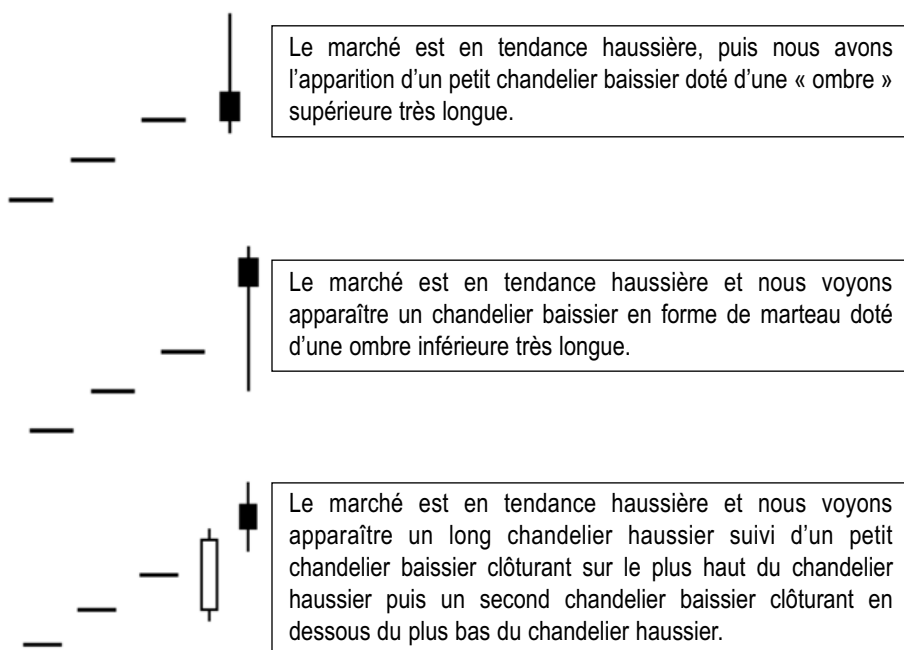 Le marché est en tendance haussière, puis nous avons
l’apparition d’un petit chandelier baissier doté d’une « ombre »
supérieure très longue.
Le marché est en tendance haussière et nous voyons
apparaître un chandelier baissier en forme de marteau doté
d’une ombre inférieure très longue.
Le marché est en tendance haussière et nous voyons
apparaître un long chandelier haussier suivi d’un petit
chandelier baissier clôturant sur le plus haut du chandelier
haussier puis un second chandelier baissier clôturant en
dessous du plus bas du chandelier haussier.